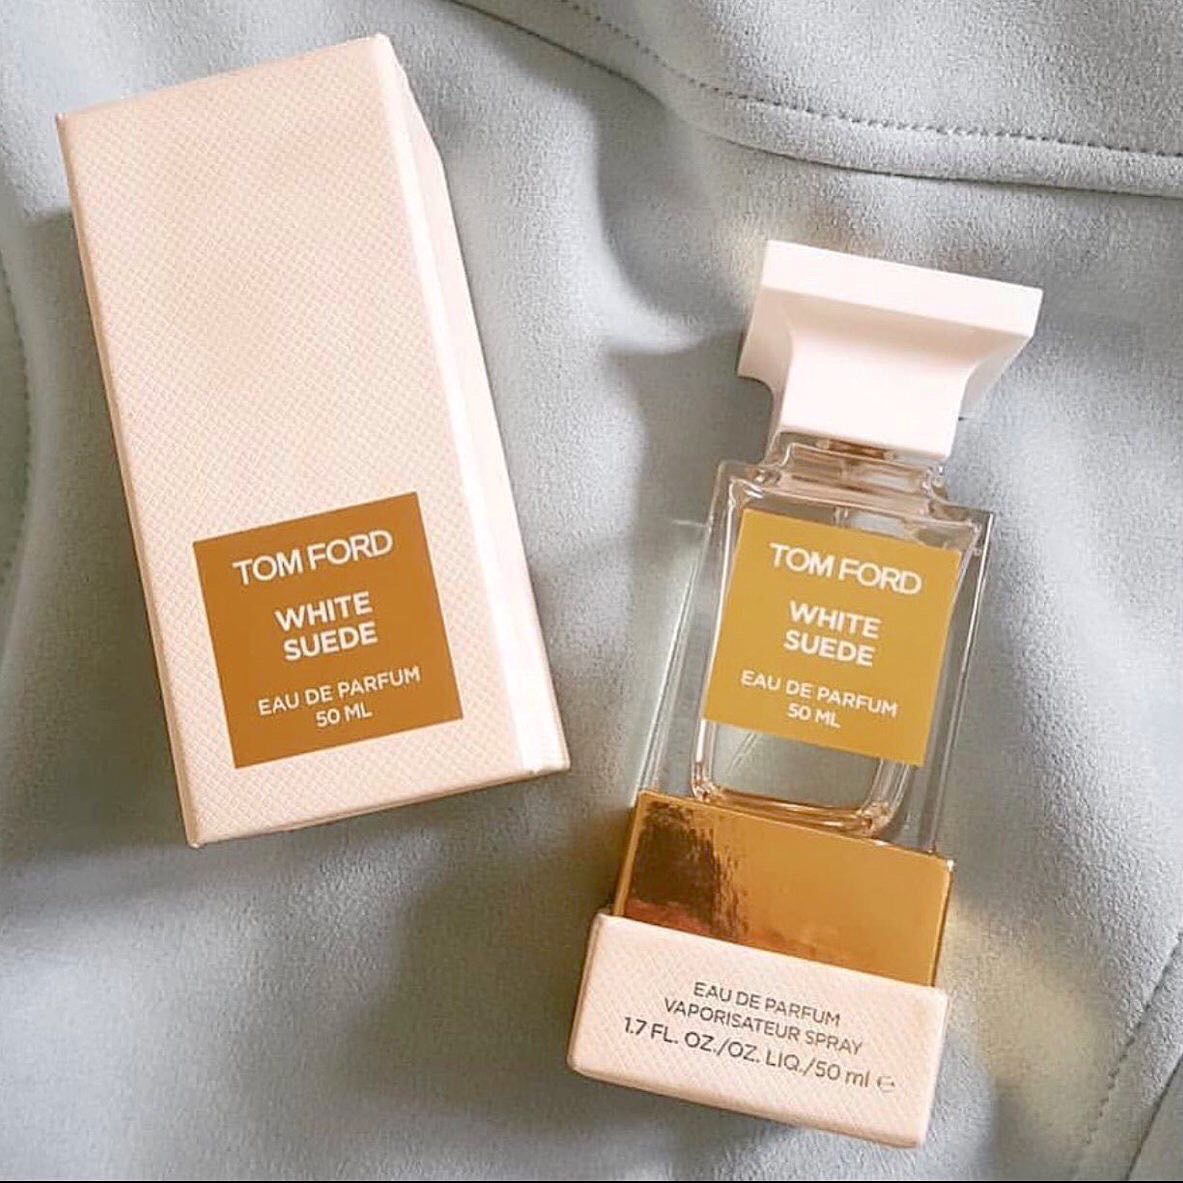 TOM FORD
WHITE
SUEDE
EAU DE PARFUM
50 ML
TOM FORD
WHITE
SUEDE
EAU DE PARFUM
50 ML
EAU DE PARFUM
VAPORISATEUR SPRAY
1.7 FL. OZ./OZ. LIQ./50 ml ℮